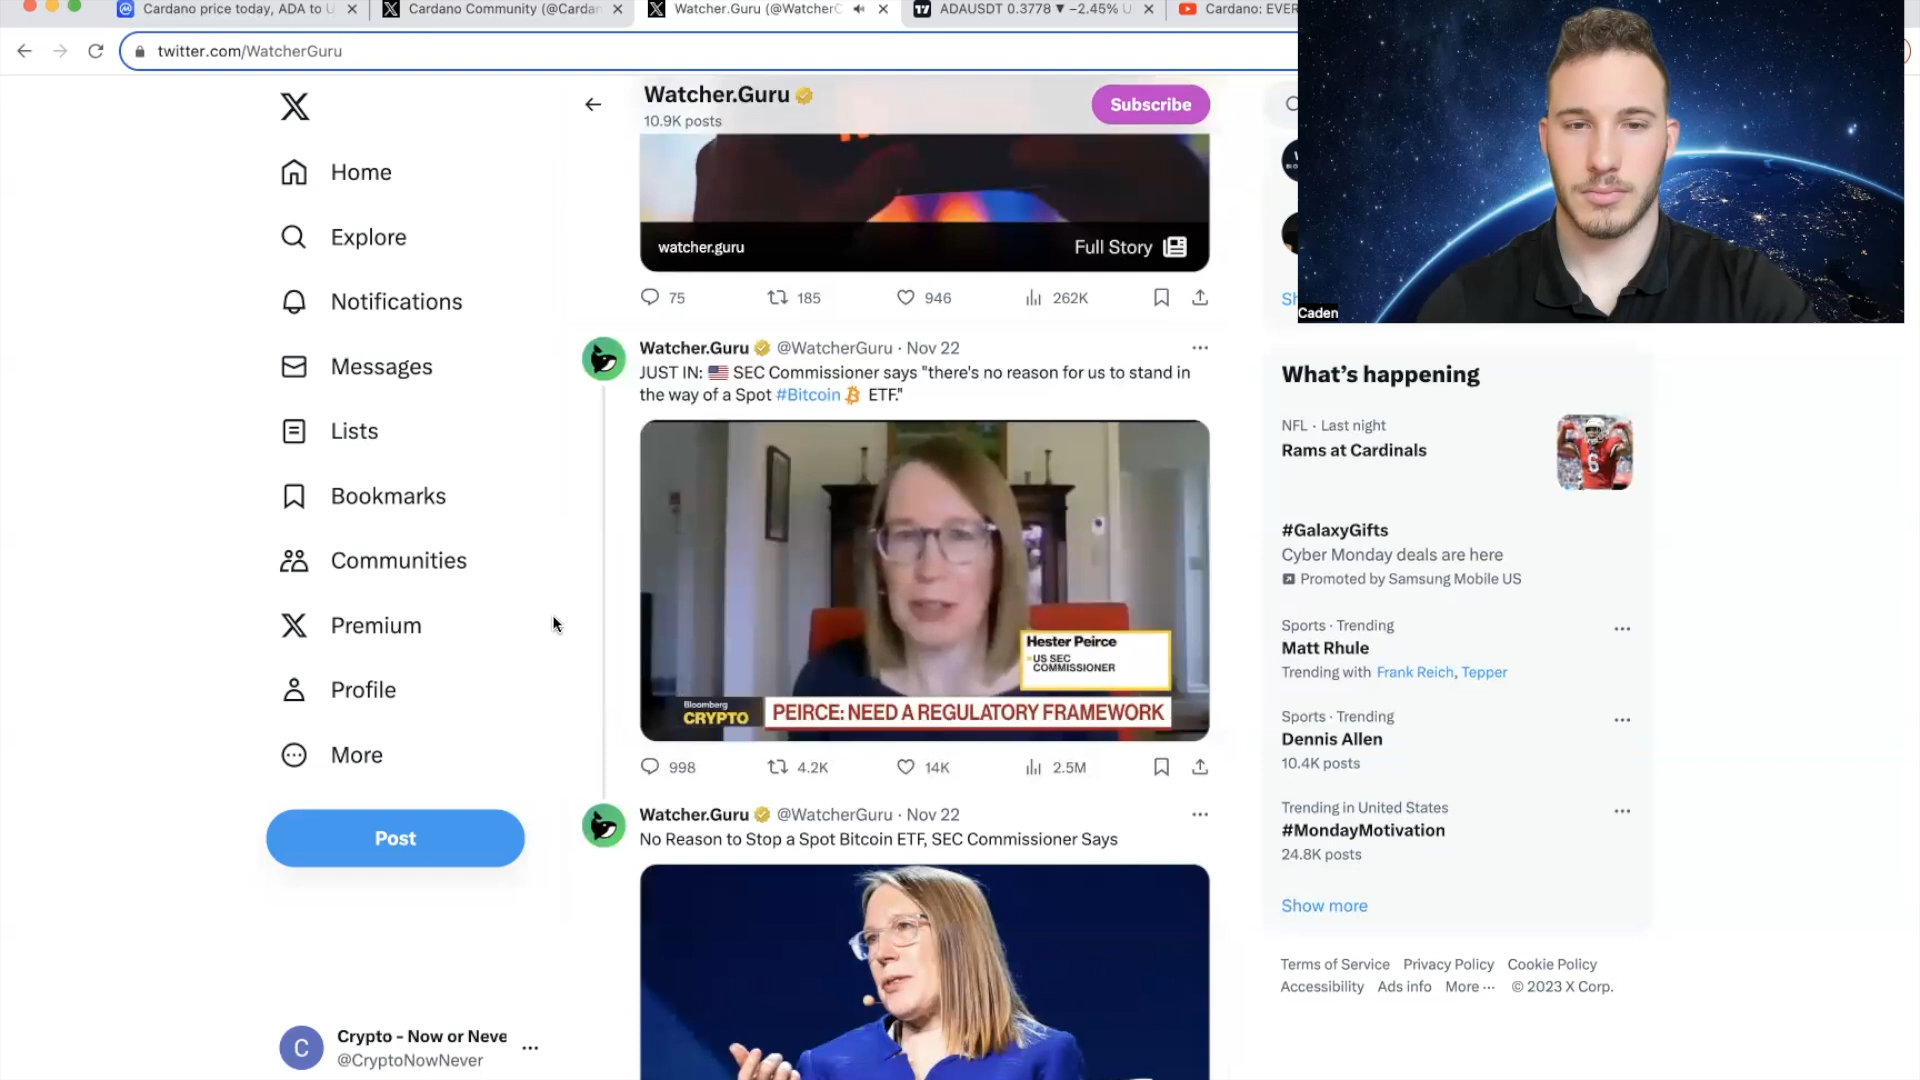 Cardano price today, ADA to U
Cardano Community (@Cardan
Watcher.Guru (@WatcherG
ADAUSDT 0.3778 ▼ −2.45% U
Cardano: EVER
twitter.com/WatcherGuru
Home
Explore
Notifications
Messages
Lists
Bookmarks
Communities
Premium
Profile
More
Post
Crypto - Now or Neve
@CryptoNowNever
C
Watcher.Guru
10.9K posts
Subscribe
watcher.guru
Full Story
75 185 946 262K
Watcher.Guru @WatcherGuru · Nov 22
JUST IN: 🇺🇸 SEC Commissioner says "there's no reason for us to stand in
the way of a Spot #Bitcoin ETF."
Hester Peirce
US SEC
COMMISSIONER
Bloomberg
CRYPTO
PEIRCE: NEED A REGULATORY FRAMEWORK
998 4.2K 14K 2.5M
Watcher.Guru @WatcherGuru · Nov 22
No Reason to Stop a Spot Bitcoin ETF, SEC Commissioner Says
Caden
Sh
What's happening
NFL · Last night
Rams at Cardinals
6
#GalaxyGifts
Cyber Monday deals are here
Promoted by Samsung Mobile US
Sports · Trending
Matt Rhule
Trending with Frank Reich, Tepper
Sports · Trending
Dennis Allen
10.4K posts
Trending in United States
#MondayMotivation
24.8K posts
Show more
Terms of Service Privacy Policy Cookie Policy
Accessibility Ads info More ··· © 2023 X Corp.